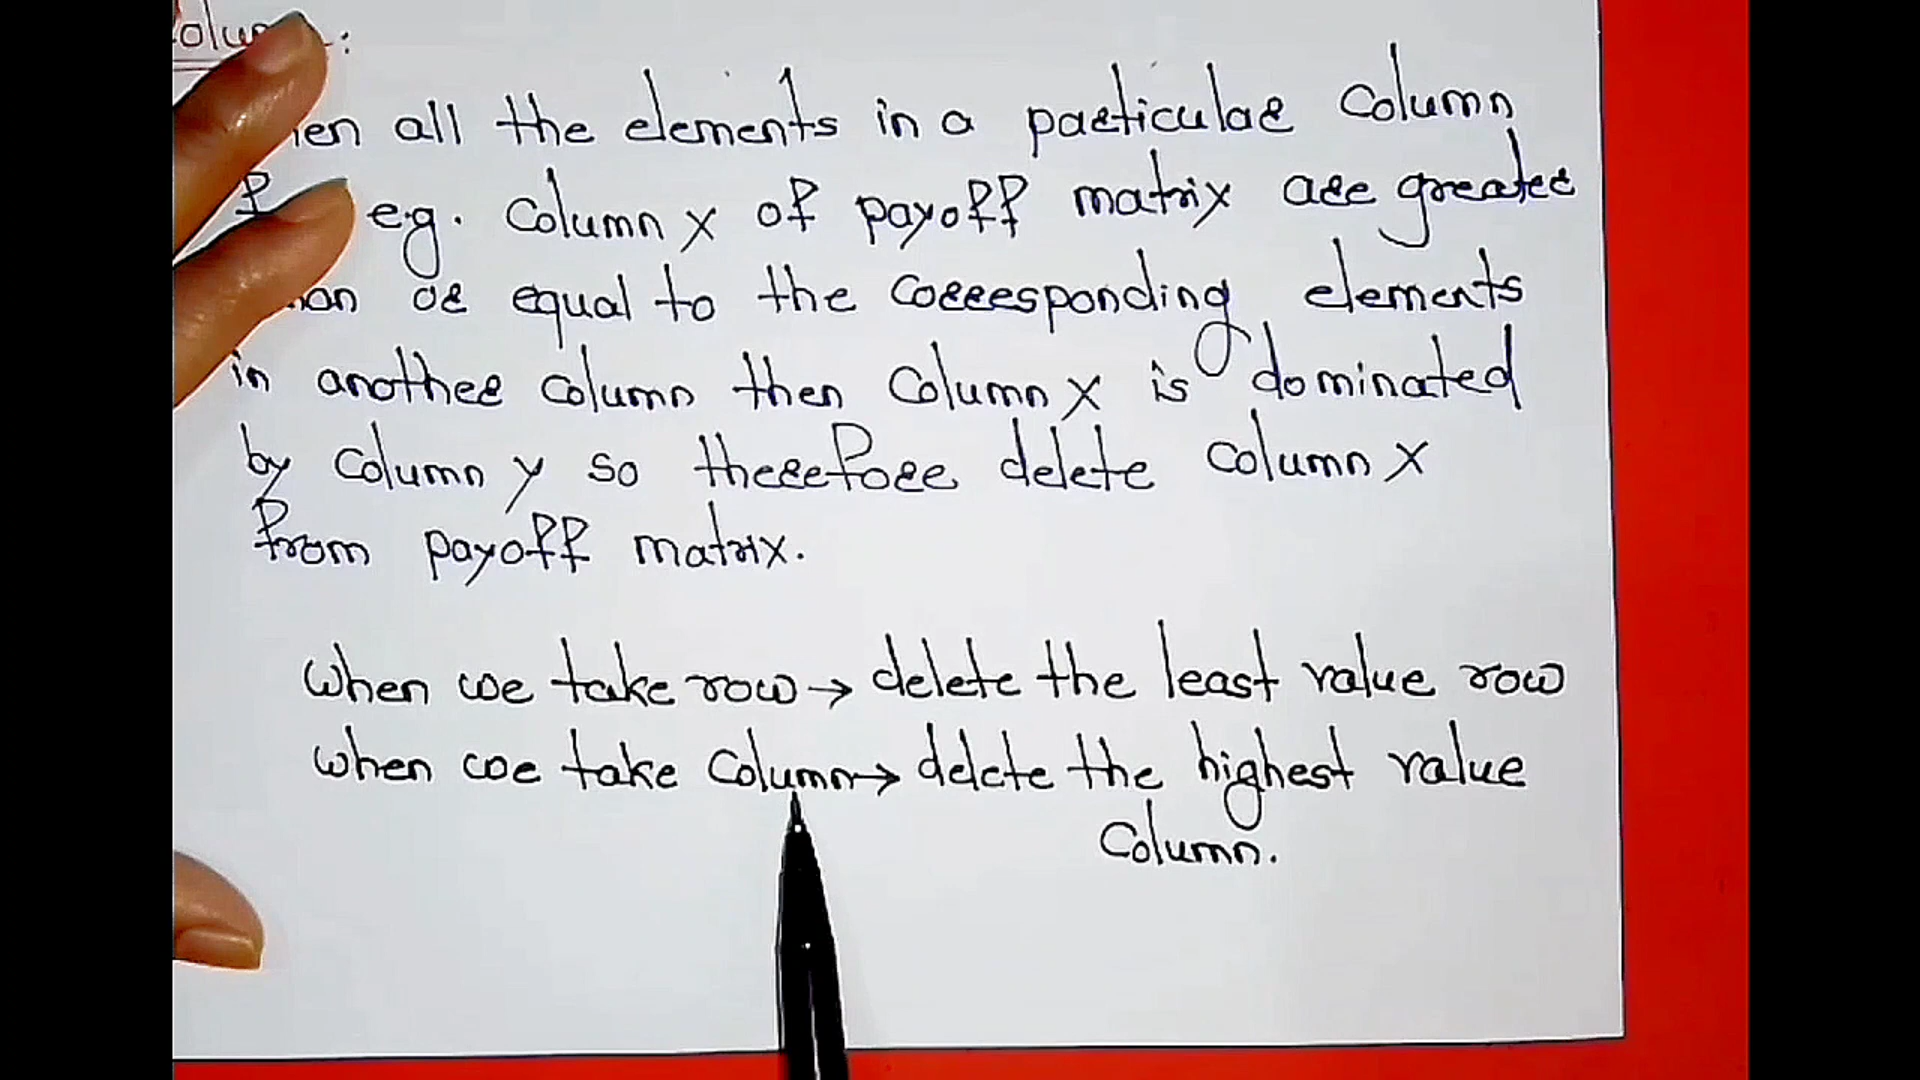 all the elements in a particular column
e.g. column x of payoff matrix are greater
or equal to the corresponding elements
in another column then column x is dominated
by column y so therefore delete column x
from payoff matrix.
when we take row → delete the least value row
when we take column → delete the highest value
column.